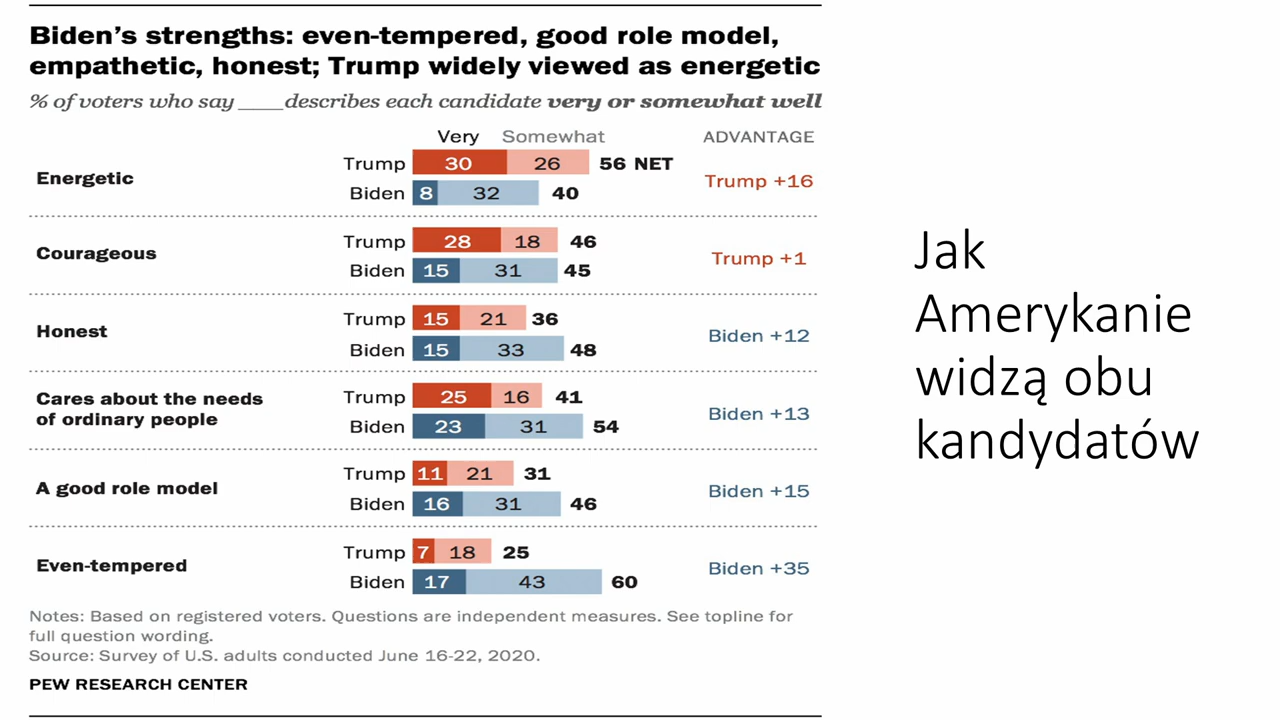 Biden's strengths: even-tempered, good role model,
empathetic, honest; Trump widely viewed as energetic
% of voters who say ____describes each candidate very or somewhat well
Very Somewhat ADVANTAGE
Energetic
Trump 30 26 56 NET
Biden 8 32 40
Trump +16
Courageous
Trump 28 18 46
Biden 15 31 45
Trump +1
Honest
Trump 15 21 36
Biden 15 33 48
Biden +12
Cares about the needs
of ordinary people
Trump 25 16 41
Biden 23 31 54
Biden +13
A good role model
Trump 11 21 31
Biden 16 31 46
Biden +15
Even-tempered
Trump 7 18 25
Biden 17 43 60
Biden +35
Notes: Based on registered voters. Questions are independent measures. See topline for
full question wording.
Source: Survey of U.S. adults conducted June 16-22, 2020.
PEW RESEARCH CENTER
Jak
Amerykanie
widzą obu
kandydatów